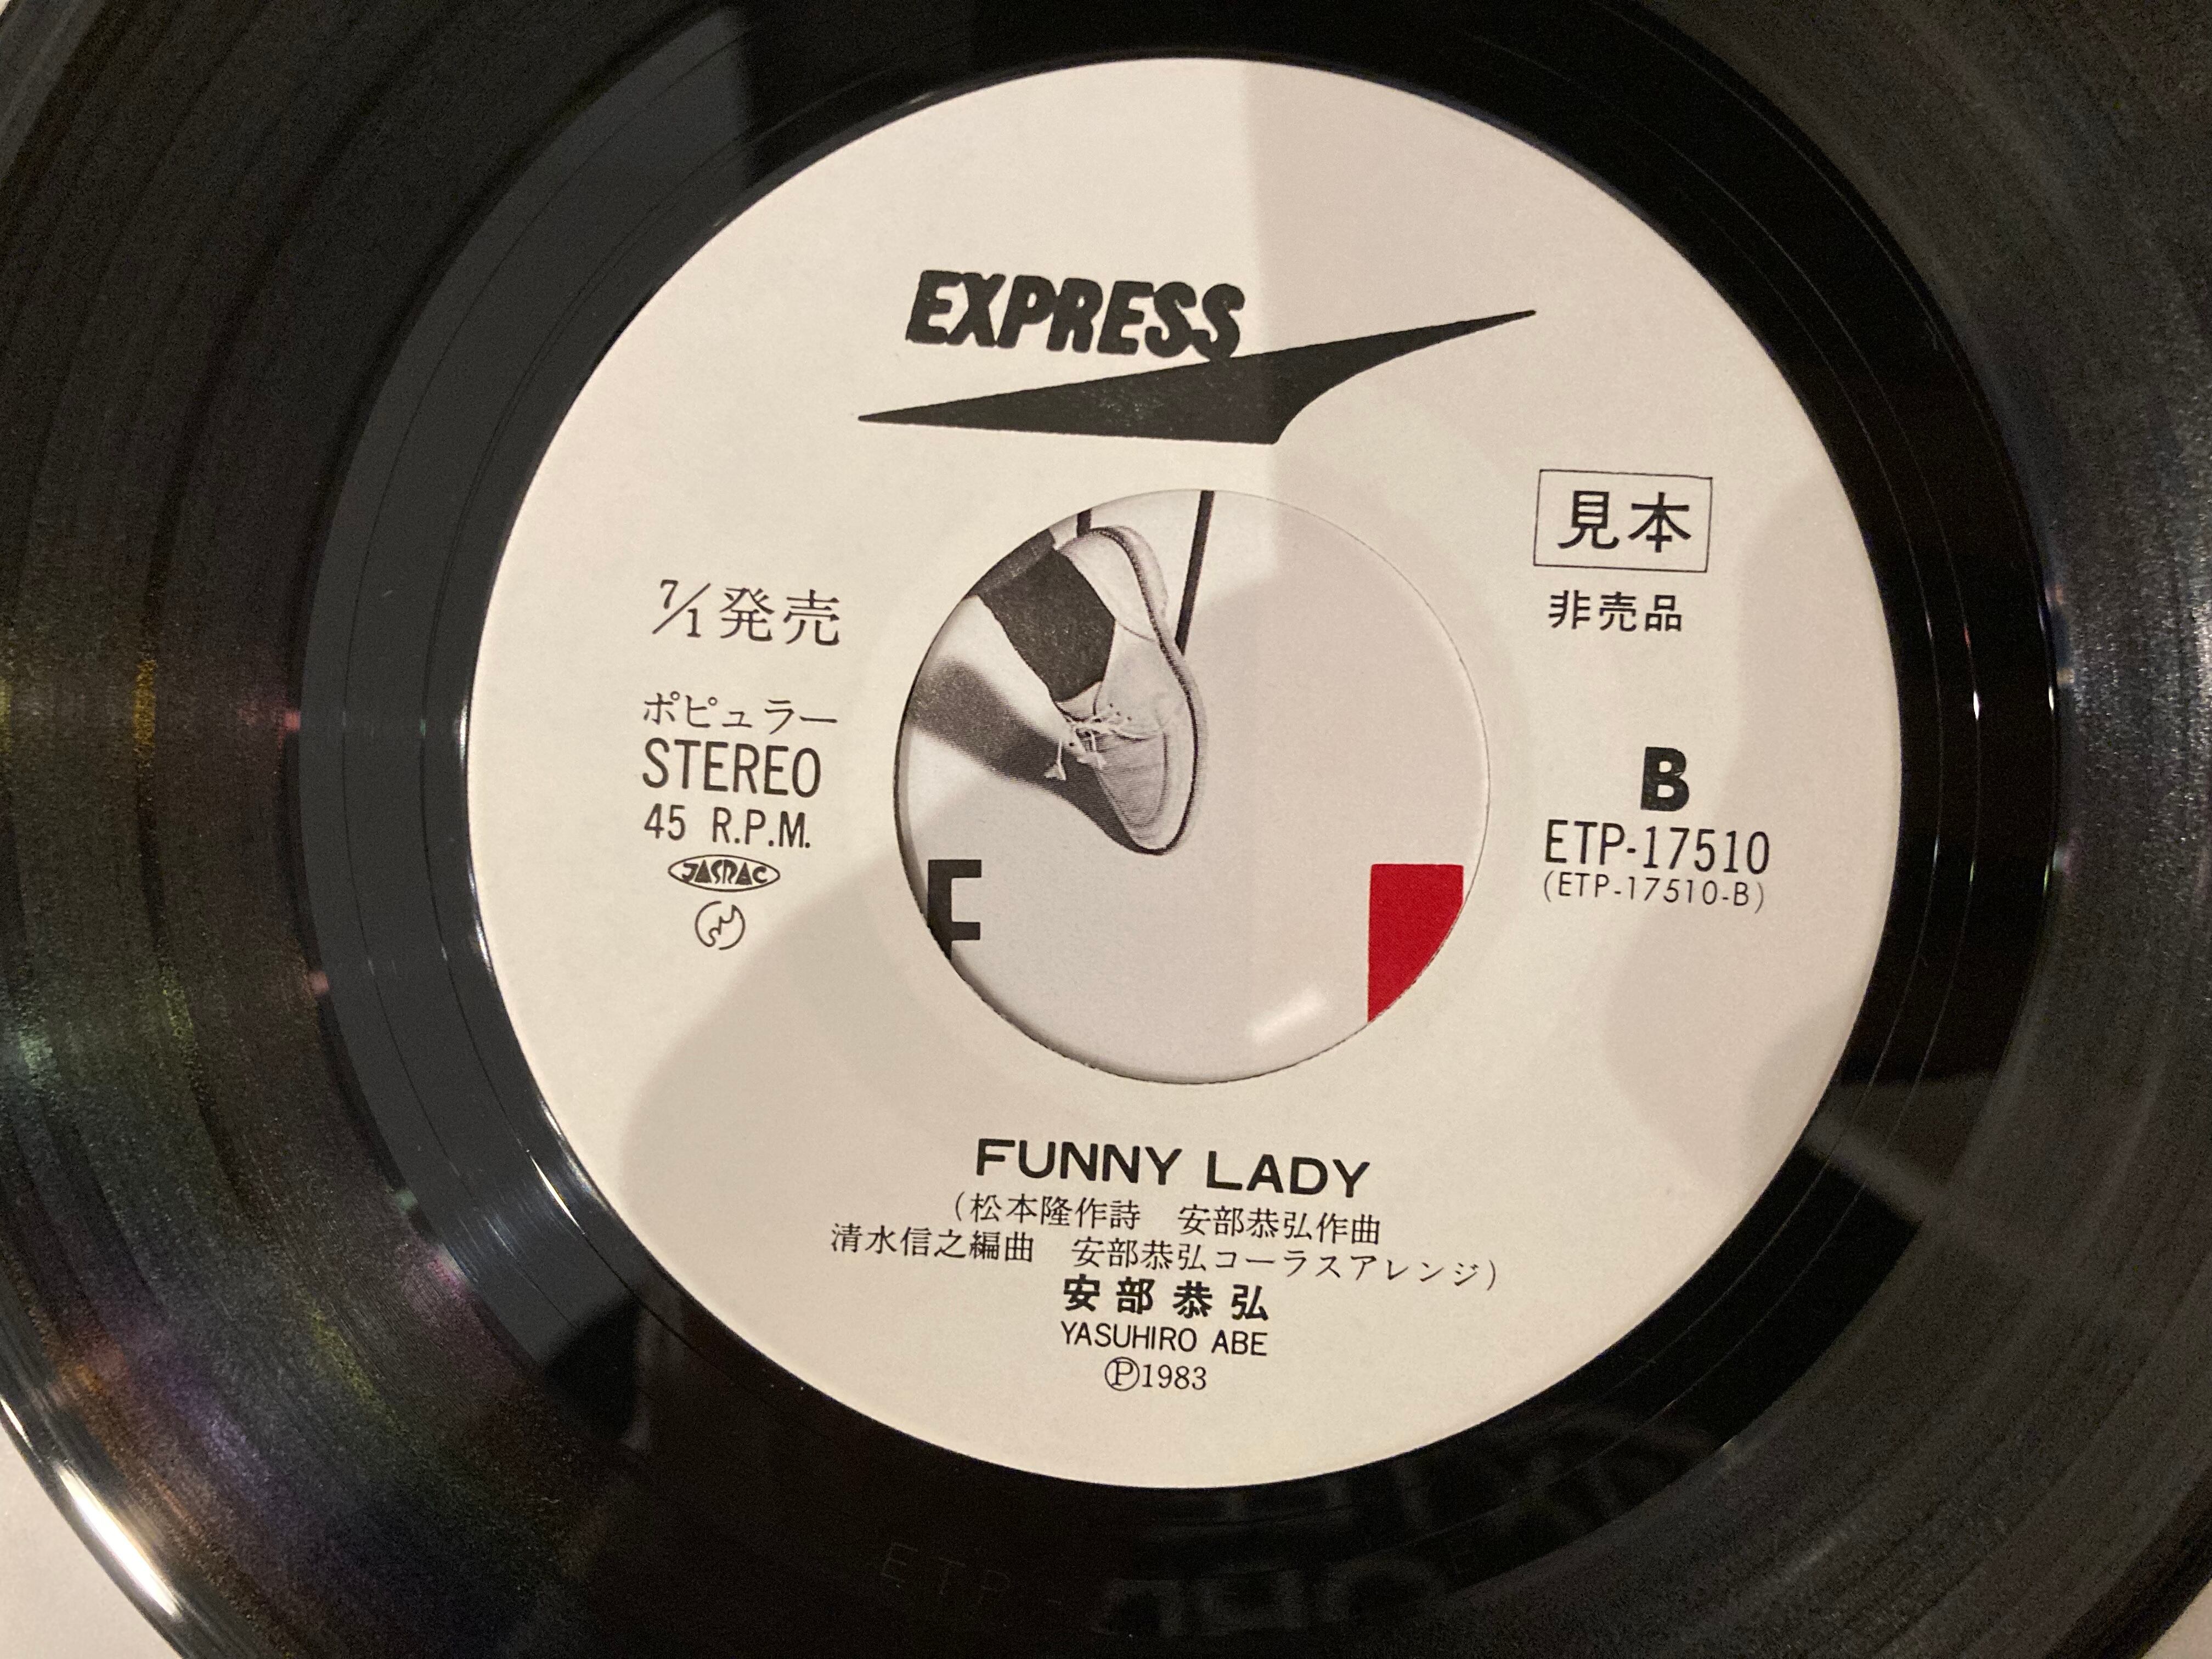 EXPRESS
見本
非売品
7/1発売
ポピュラー
STEREO
45 R.P.M.
JASRAC
B
ETP-17510
(ETP-17510-B)
FUNNY LADY
(松本隆作詩 安部恭弘作曲
清水信之編曲 安部恭弘コーラスアレンジ)
安部恭弘
YASUHIRO ABE
Ⓟ1983
ETP-